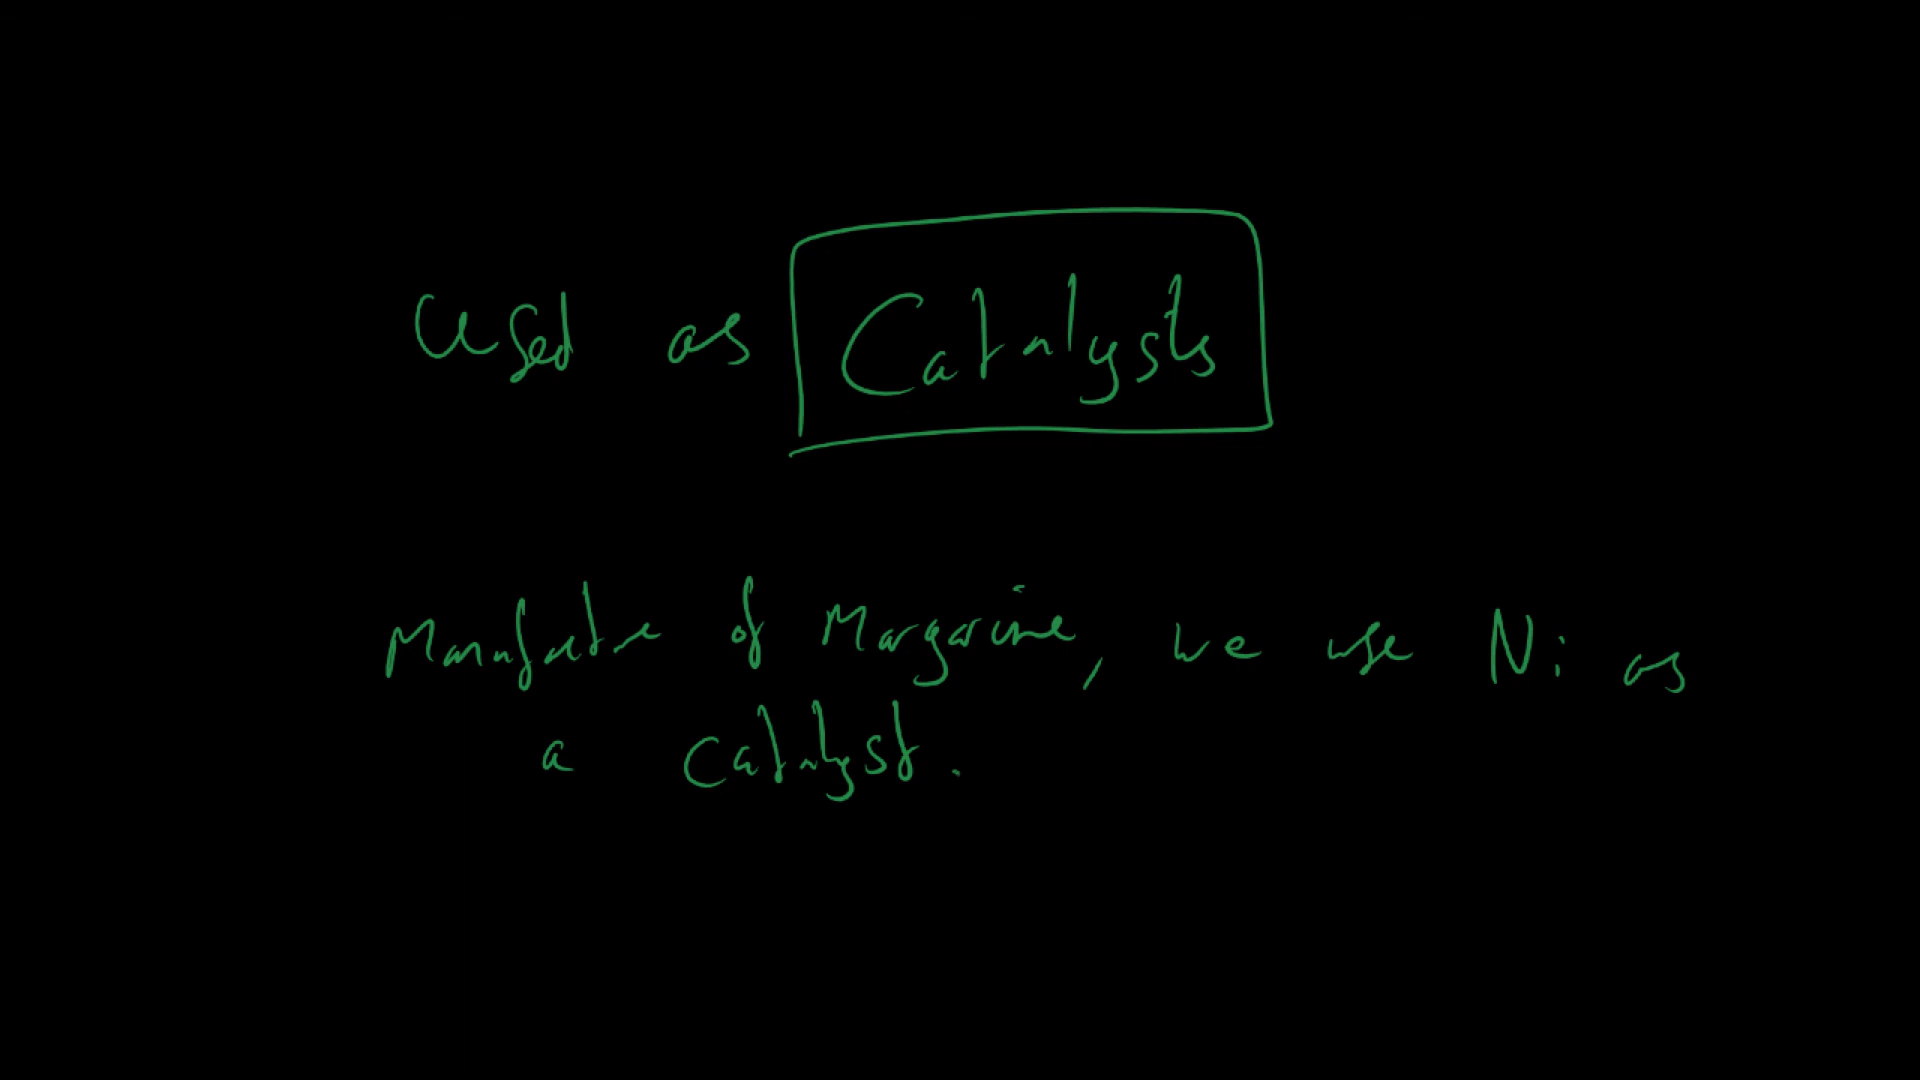 Used as Catalysts
Manufacture of Margarine, we use Ni as
a catalyst.